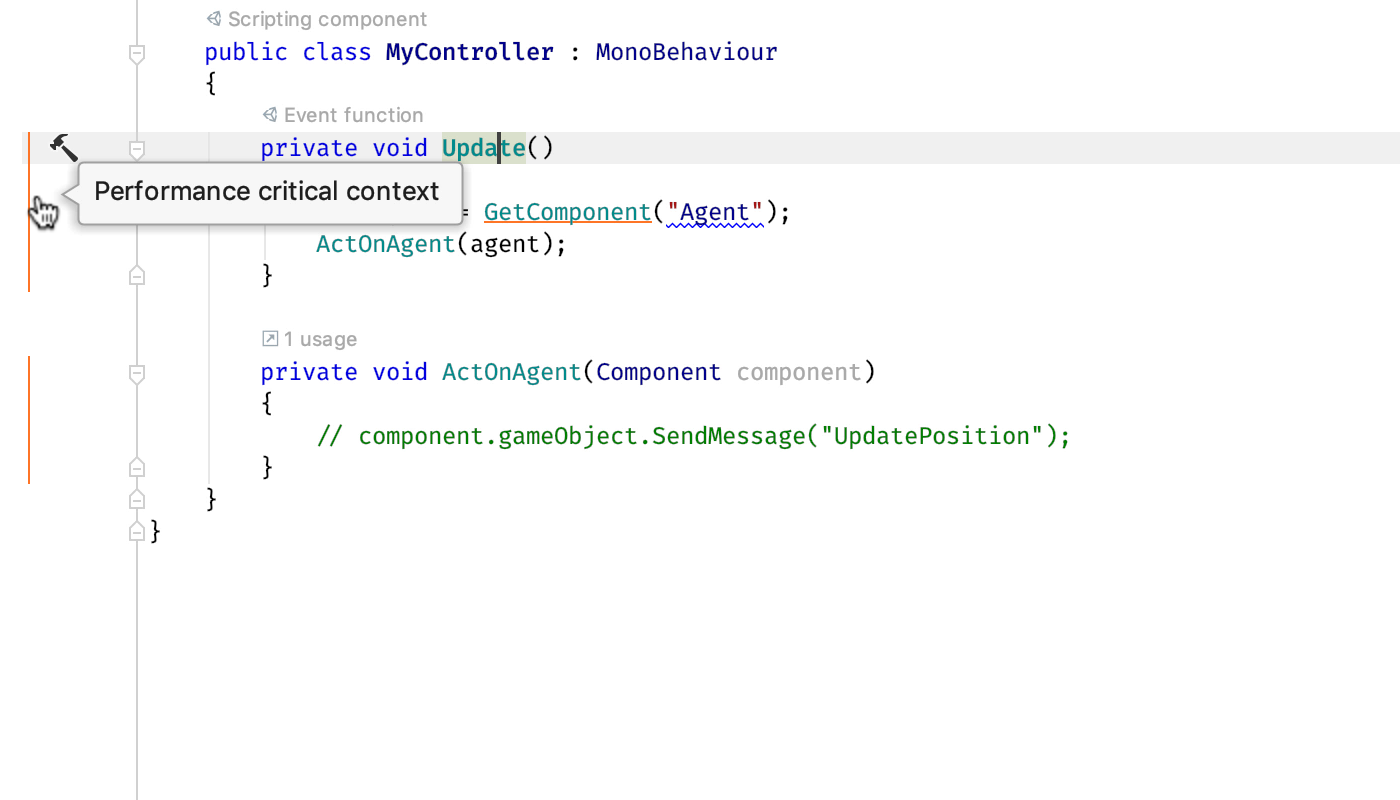 Scripting component
public class MyController : MonoBehaviour
{
Event function
private void Update()
Performance critical context
= GetComponent("Agent");
ActOnAgent(agent);
}
1 usage
private void ActOnAgent(Component component)
{
// component.gameObject.SendMessage("UpdatePosition");
}
}
}